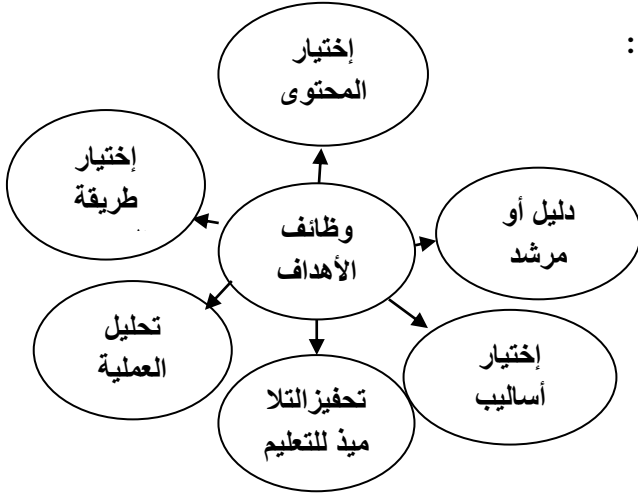 :
إختيار
المحتوى
إختيار
طريقة
دليل أو
مرشد
وظائف
الأهداف
تحليل
العملية
إختيار
أساليب
تحفيزالتلا
ميذ للتعليم